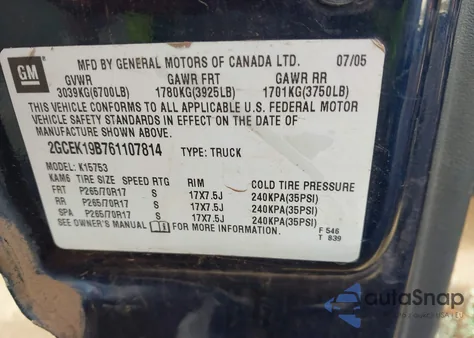 GM
MFD BY GENERAL MOTORS OF CANADA LTD. 07/05
GVWR GAWR FRT GAWR RR
3039KG(6700LB) 1780KG(3925LB) 1701KG(3750LB)
THIS VEHICLE CONFORMS TO ALL APPLICABLE U.S. FEDERAL MOTOR
VEHICLE SAFETY STANDARDS IN EFFECT ON THE DATE OF
MANUFACTURE SHOWN ABOVE.
2GCEK19B761107814 TYPE: TRUCK
MODEL: K15753
KAM6 TIRE SIZE SPEED RTG RIM COLD TIRE PRESSURE
FRT P265/70R17 S 17X7.5J 240KPA(35PSI)
RR P265/70R17 S 17X7.5J 240KPA(35PSI)
SPA P265/70R17 S 17X7.5J 240KPA(35PSI)
SEE OWNER'S MANUAL FOR MORE INFORMATION. F 546
T 839
autoSnap